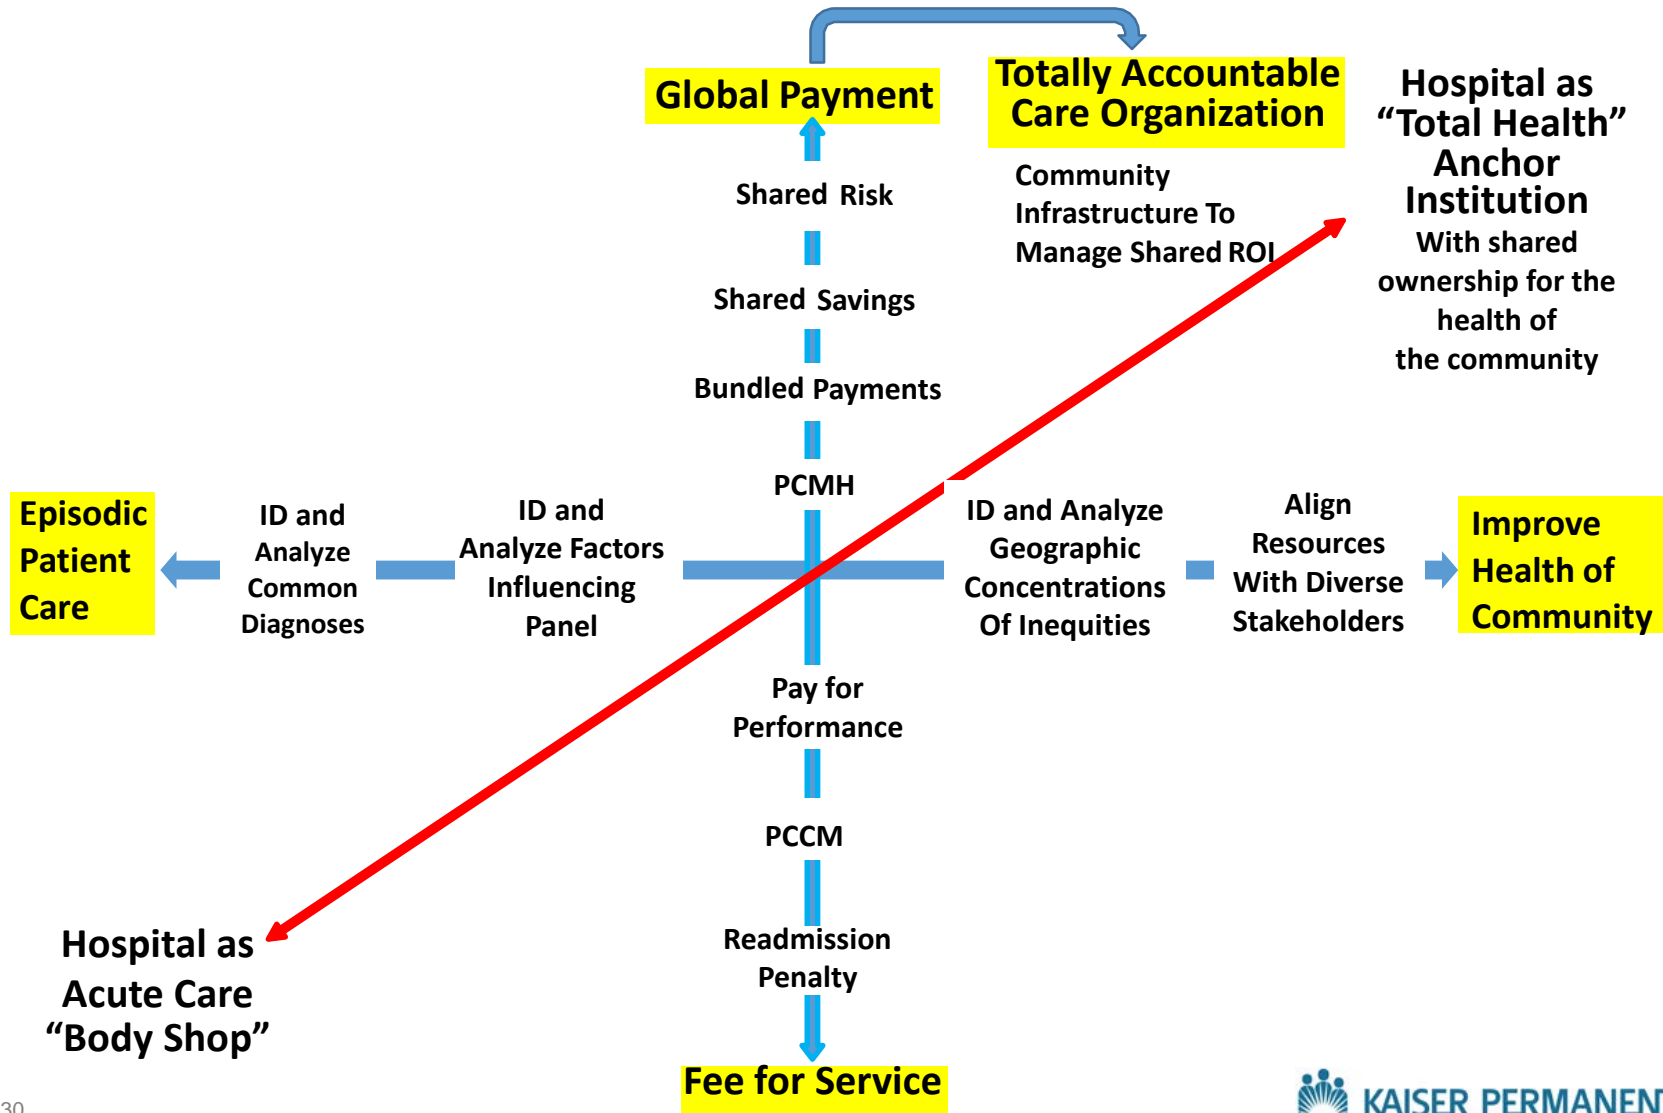 Global Payment
Totally Accountable
Care Organization
Hospital as
“Total Health”
Anchor
Institution
With shared
ownership for the
health of
the community
Community
Infrastructure To
Manage Shared ROI
Shared Risk
Shared Savings
Bundled Payments
PCMH
Episodic
Patient
Care
ID and
Analyze
Common
Diagnoses
ID and
Analyze Factors
Influencing
Panel
ID and Analyze
Geographic
Concentrations
Of Inequities
Align
Resources
With Diverse
Stakeholders
Improve
Health of
Community
Pay for
Performance
PCCM
Readmission
Penalty
Hospital as
Acute Care
“Body Shop”
Fee for Service
30
KAISER PERMANENT